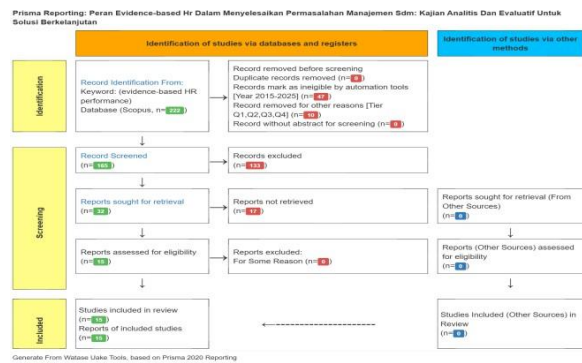 Prisma Reporting: Peran Evidence-based Hr Dalam Menyelesaikan Permasalahan Manajemen Sdm: Kajian Analitis Dan Evaluatif Untuk
Solusi Berkelanjutan
Identification of studies via databases and registers
Identification of studies via other
methods
Identification
Record Identification From:
Keyword: (evidence-based HR
performance)
Database (Scopus, n=222)
Record removed before screening
Duplicate records removed (n=0)
Records mark as ineligible by automation tools
[Year 2015-2025] (n=47)
Record removed for other reasons [Tier
Q1,Q2,Q3,Q4] (n=10)
Record without abstract for screening (n=0)
Screening
Record Screened
(n=165)
Records excluded
(n=133)
Reports sought for retrieval
(n=32)
Reports not retrieved
(n=17)
Reports sought for retrieval (From
Other Sources)
(n=0)
Reports assessed for eligibility
(n=15)
Reports excluded:
For Some Reason (n=0)
Reports (Other Sources) assessed
for eligibility
(n=0)
Included
Studies included in review
(n=15)
Reports of included studies
(n=15)
Studies Included (Other Sources) in
Review
(n=0)
Generate From Watase Uake Tools, based on Prisma 2020 Reporting